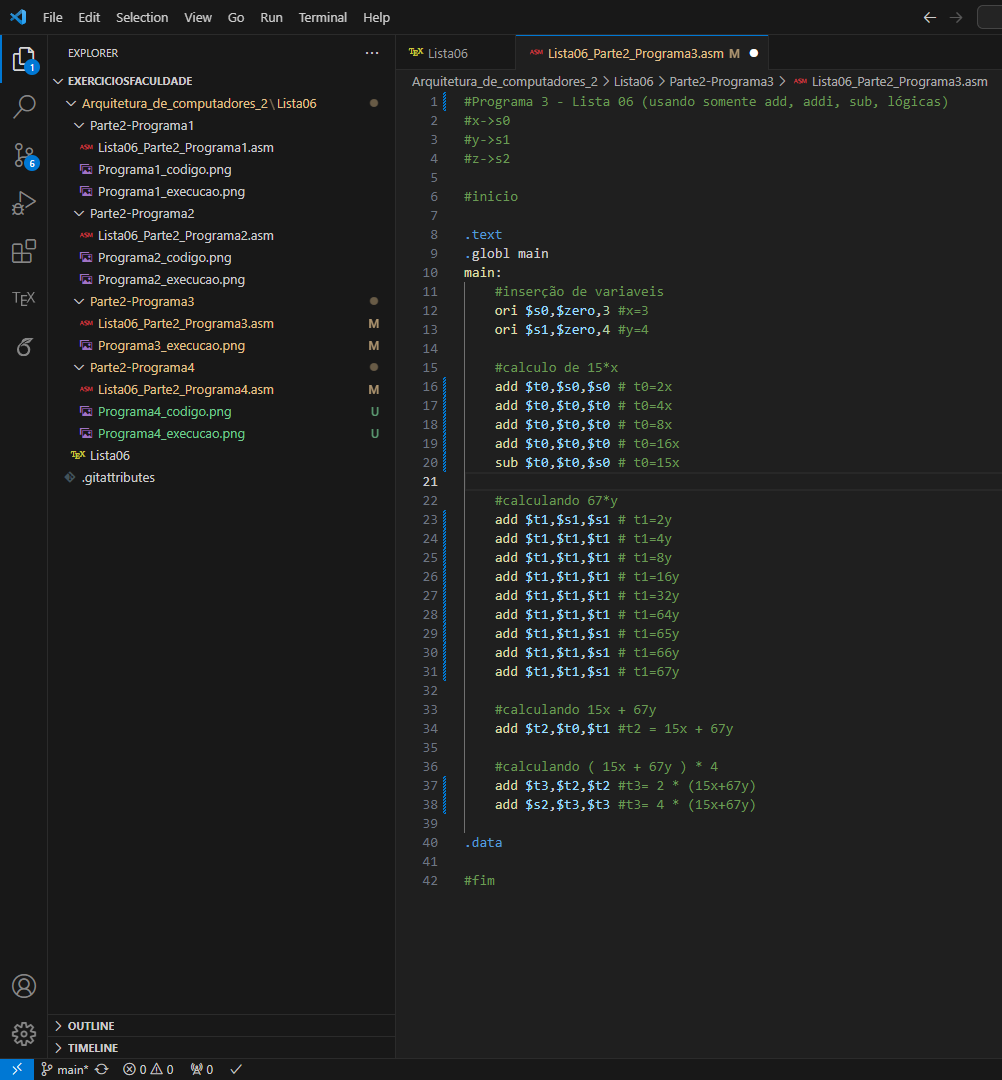 File Edit Selection View Go Run Terminal Help
EXPLORER ...
EXERCICIOSFACULDADE
Arquitetura_de_computadores_2\Lista06
Parte2-Programa1
ASM Lista06_Parte2_Programa1.asm
Programa1_codigo.png
Programa1_execucao.png
Parte2-Programa2
ASM Lista06_Parte2_Programa2.asm
Programa2_codigo.png
Programa2_execucao.png
Parte2-Programa3
ASM Lista06_Parte2_Programa3.asm M
Programa3_execucao.png M
Parte2-Programa4
ASM Lista06_Parte2_Programa4.asm M
Programa4_codigo.png U
Programa4_execucao.png U
TEX Lista06
.gitattributes
OUTLINE
TIMELINE
1
6
TEX
TEX Lista06
ASM Lista06_Parte2_Programa3.asm M
Arquitetura_de_computadores_2 > Lista06 > Parte2-Programa3 > ASM Lista06_Parte2_Programa3.asm
1 #Programa 3 - Lista 06 (usando somente add, addi, sub, lógicas)
2 #x->s0
3 #y->s1
4 #z->s2
5
6 #inicio
7
8 .text
9 .globl main
10 main:
11 #inserção de variaveis
12 ori $s0,$zero,3 #x=3
13 ori $s1,$zero,4 #y=4
14
15 #calculo de 15*x
16 add $t0,$s0,$s0 # t0=2x
17 add $t0,$t0,$t0 # t0=4x
18 add $t0,$t0,$t0 # t0=8x
19 add $t0,$t0,$t0 # t0=16x
20 sub $t0,$t0,$s0 # t0=15x
21
22 #calculando 67*y
23 add $t1,$s1,$s1 # t1=2y
24 add $t1,$t1,$t1 # t1=4y
25 add $t1,$t1,$t1 # t1=8y
26 add $t1,$t1,$t1 # t1=16y
27 add $t1,$t1,$t1 # t1=32y
28 add $t1,$t1,$t1 # t1=64y
29 add $t1,$t1,$s1 # t1=65y
30 add $t1,$t1,$s1 # t1=66y
31 add $t1,$t1,$s1 # t1=67y
32
33 #calculando 15x + 67y
34 add $t2,$t0,$t1 #t2 = 15x + 67y
35
36 #calculando ( 15x + 67y ) * 4
37 add $t3,$t2,$t2 #t3= 2 * (15x+67y)
38 add $s2,$t3,$t3 #t3= 4 * (15x+67y)
39
40 .data
41
42 #fim
main* 0 0 0